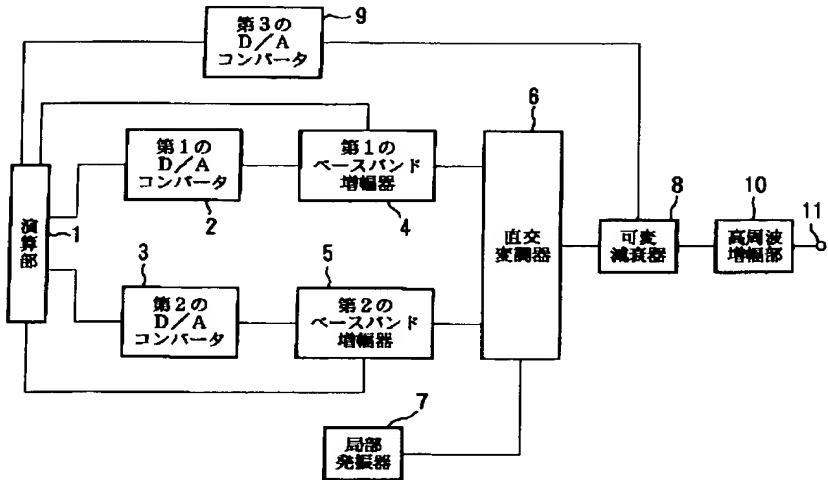 第３の
Ｄ／Ａ
コンバータ
9
第１の
Ｄ／Ａ
コンバータ
2
第１の
ベースバンド
増幅器
4
6
直交
変調器
8
可変
減衰器
10
高周波
増幅部
11
演算部
1
3
第２の
Ｄ／Ａ
コンバータ
5
第２の
ベースバンド
増幅器
7
局部
発振器